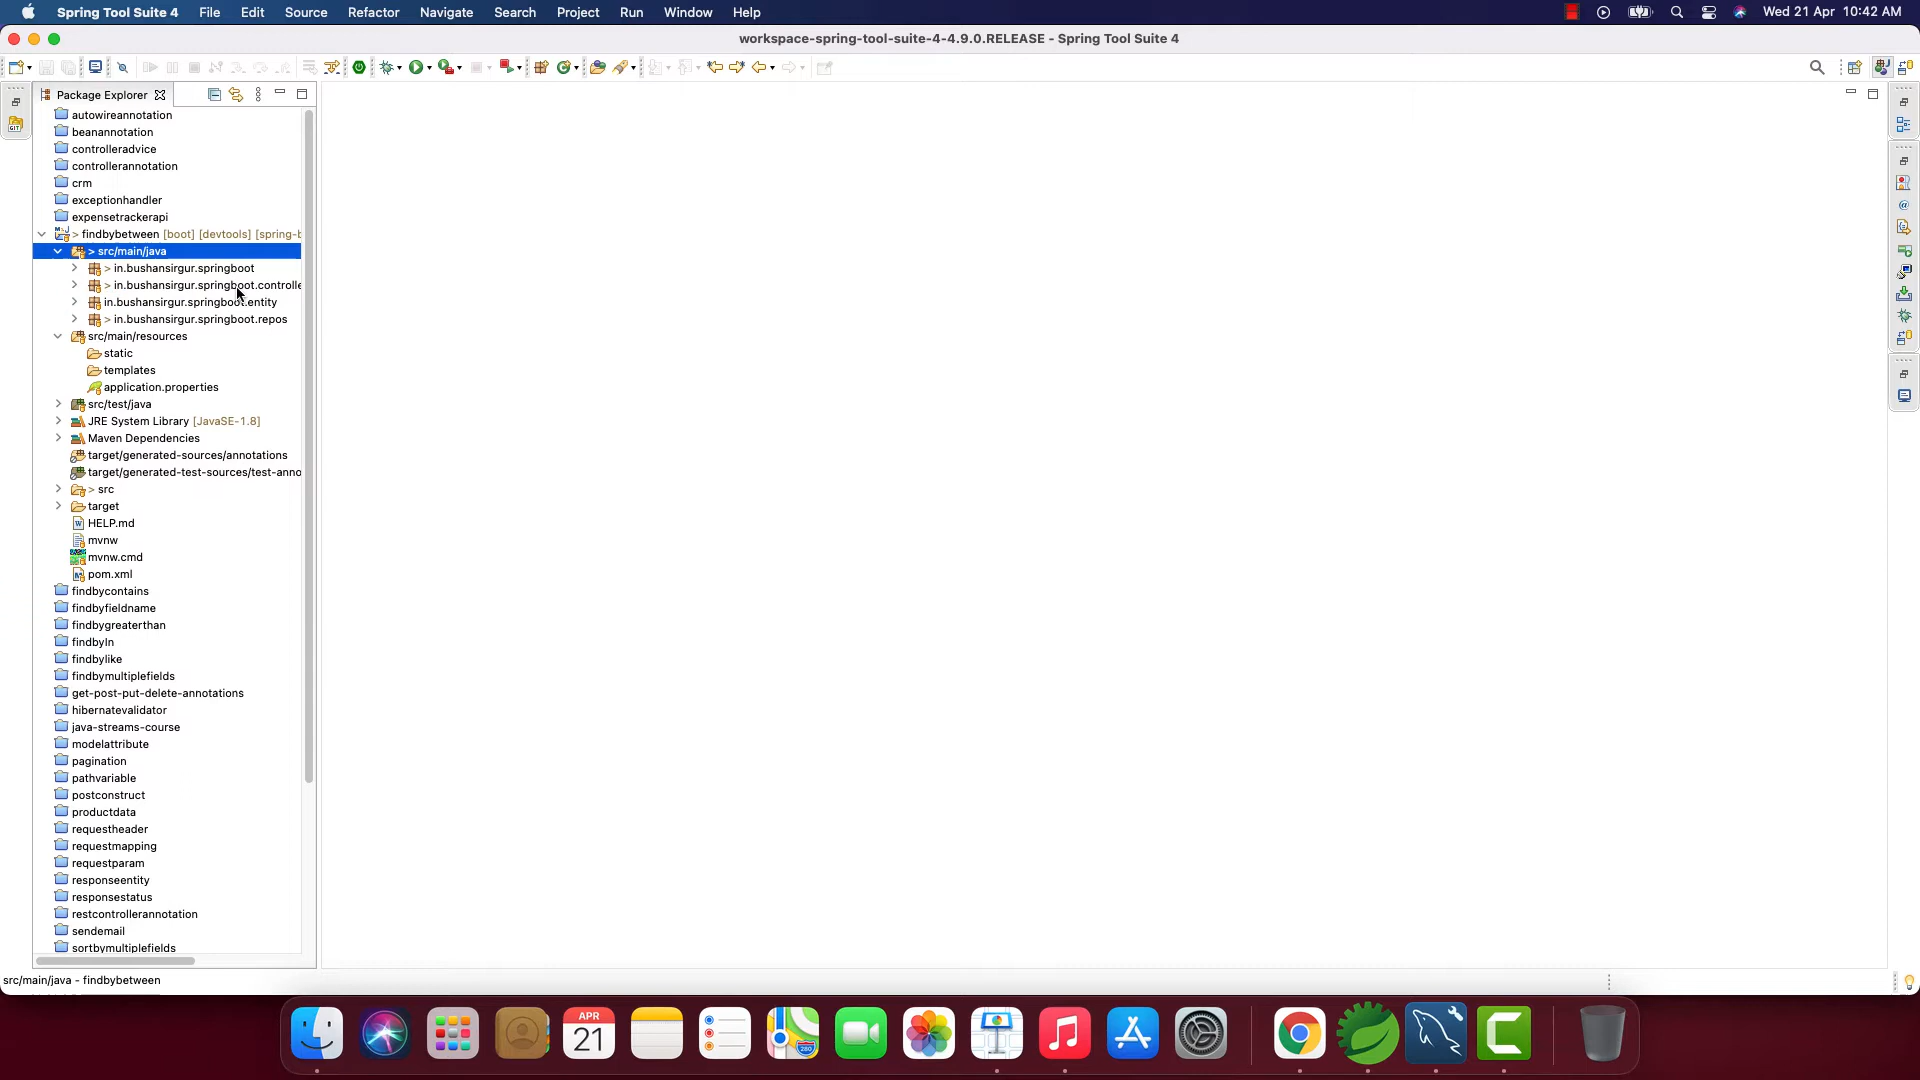 Spring Tool Suite 4 File Edit Source Refactor Navigate Search Project Run Window Help Wed 21 Apr 10:42 AM
workspace-spring-tool-suite-4-4.9.0.RELEASE - Spring Tool Suite 4
Package Explorer
autowireannotation
beanannotation
controlleradvice
controllerannotation
crm
exceptionhandler
expensetrackerapi
> findbybetween [boot] [devtools] [spring-b
> src/main/java
> in.bushansirgur.springboot
> in.bushansirgur.springboot.controlle
in.bushansirgur.springboot.entity
> in.bushansirgur.springboot.repos
src/main/resources
static
templates
application.properties
src/test/java
JRE System Library [JavaSE-1.8]
Maven Dependencies
target/generated-sources/annotations
target/generated-test-sources/test-anno
> src
target
HELP.md
mvnw
mvnw.cmd
pom.xml
findbycontains
findbyfieldname
findbygreaterthan
findbyIn
findbylike
findbymultiplefields
get-post-put-delete-annotations
hibernatevalidator
java-streams-course
modelattribute
pagination
pathvariable
postconstruct
productdata
requestheader
requestmapping
requestparam
responseentity
responsestatus
restcontrollerannotation
sendemail
sortbymultiplefields
src/main/java - findbybetween
APR
21
280